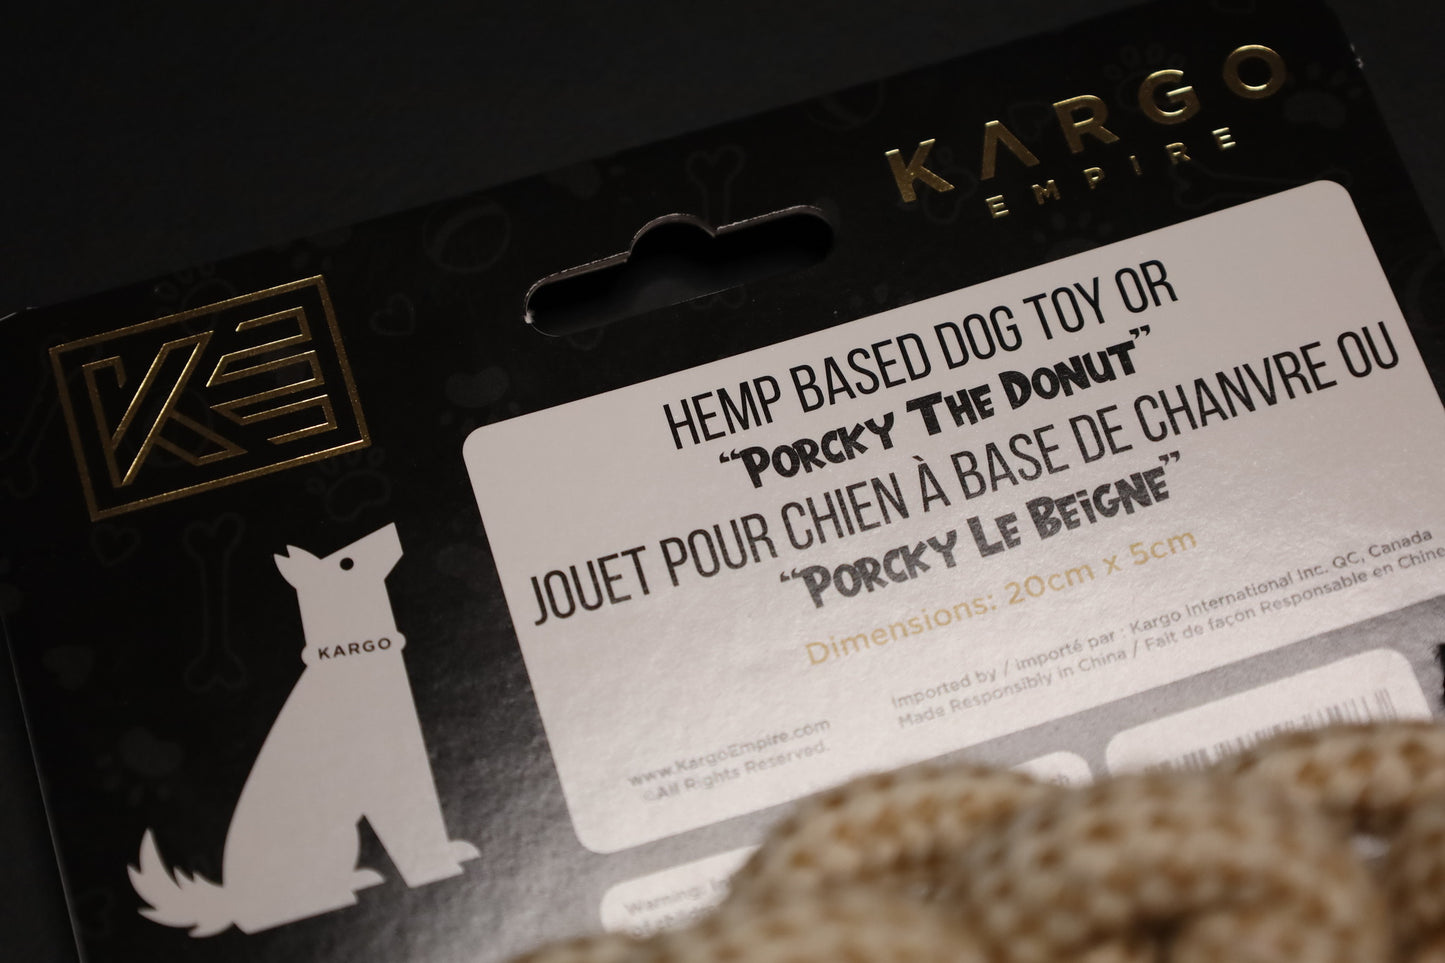 KARGO
EMPIRE
KE
HEMP BASED DOG TOY OR
“PORCKY THE DONUT”
JOUET POUR CHIEN À BASE DE CHANVRE OU
“PORCKY LE BEiGNE”
Dimensions: 20cm x 5cm
KARGO
Imported by / importé par : Kargo International Inc. QC, Canada
Made Responsibly in China / Fait de façon Responsable en Chine
www.KargoEmpire.com
©All Rights Reserved.
Warning: